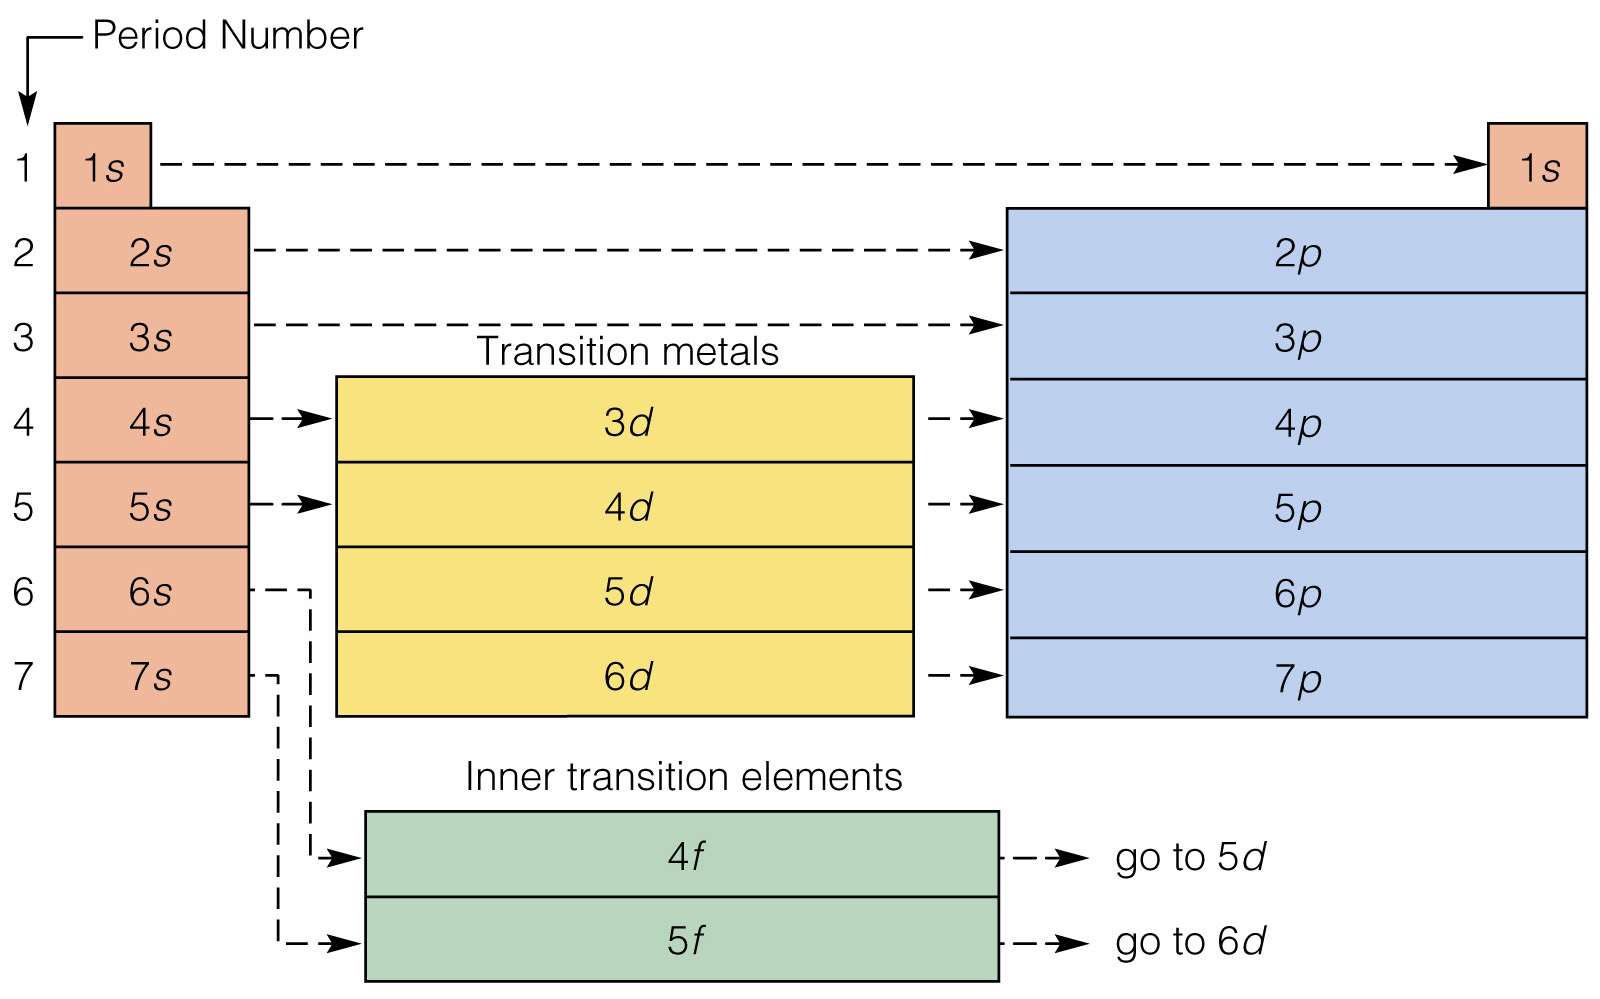 Period Number
1 1s 1s
2 2s 2p
3 3s 3p
Transition metals
4 4s 3d 4p
5 5s 4d 5p
6 6s 5d 6p
7 7s 6d 7p
Inner transition elements
4f go to 5d
5f go to 6d